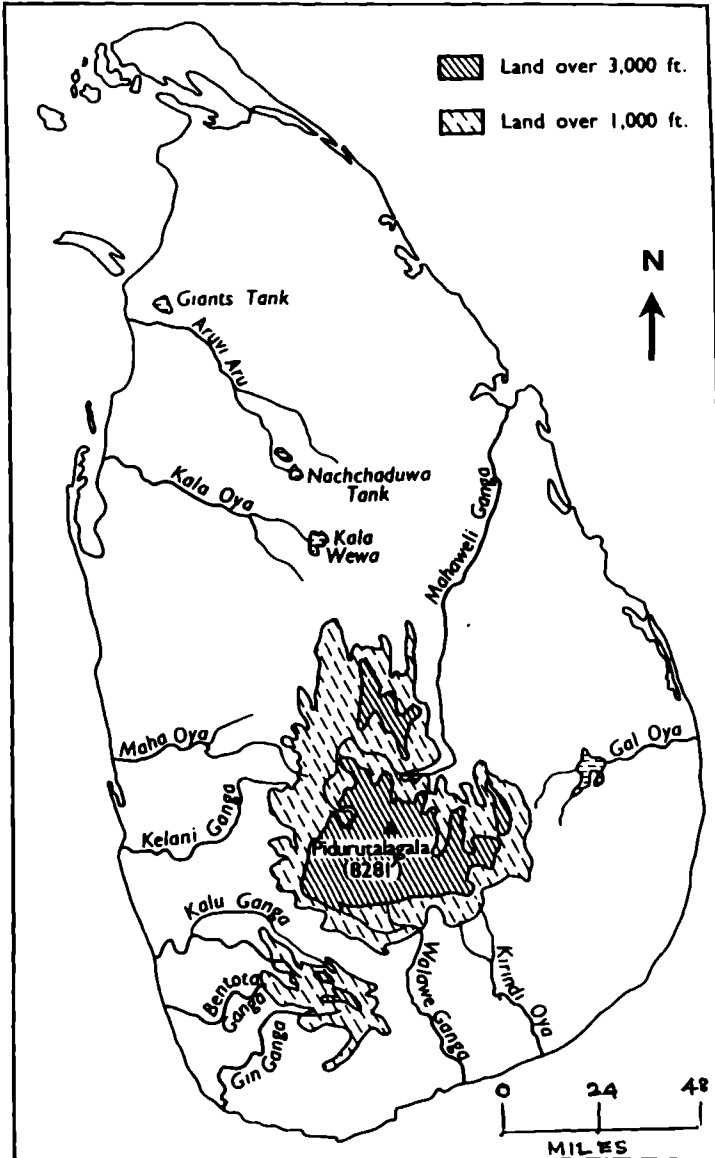 Land over 3,000 ft.
Land over 1,000 ft.
N
Giants Tank
Aruvi Aru
Nachchaduwa
Tank
Kala Oya
Kala
Wewa
Mahaweli Ganga
Maha Oya
Gal Oya
Kelani Ganga
Pidurutalagala
(8281')
Kalu Ganga
Bentota
Ganga
Gin Ganga
Walawe Ganga
Kirindi Oya
0 24 48
MILES